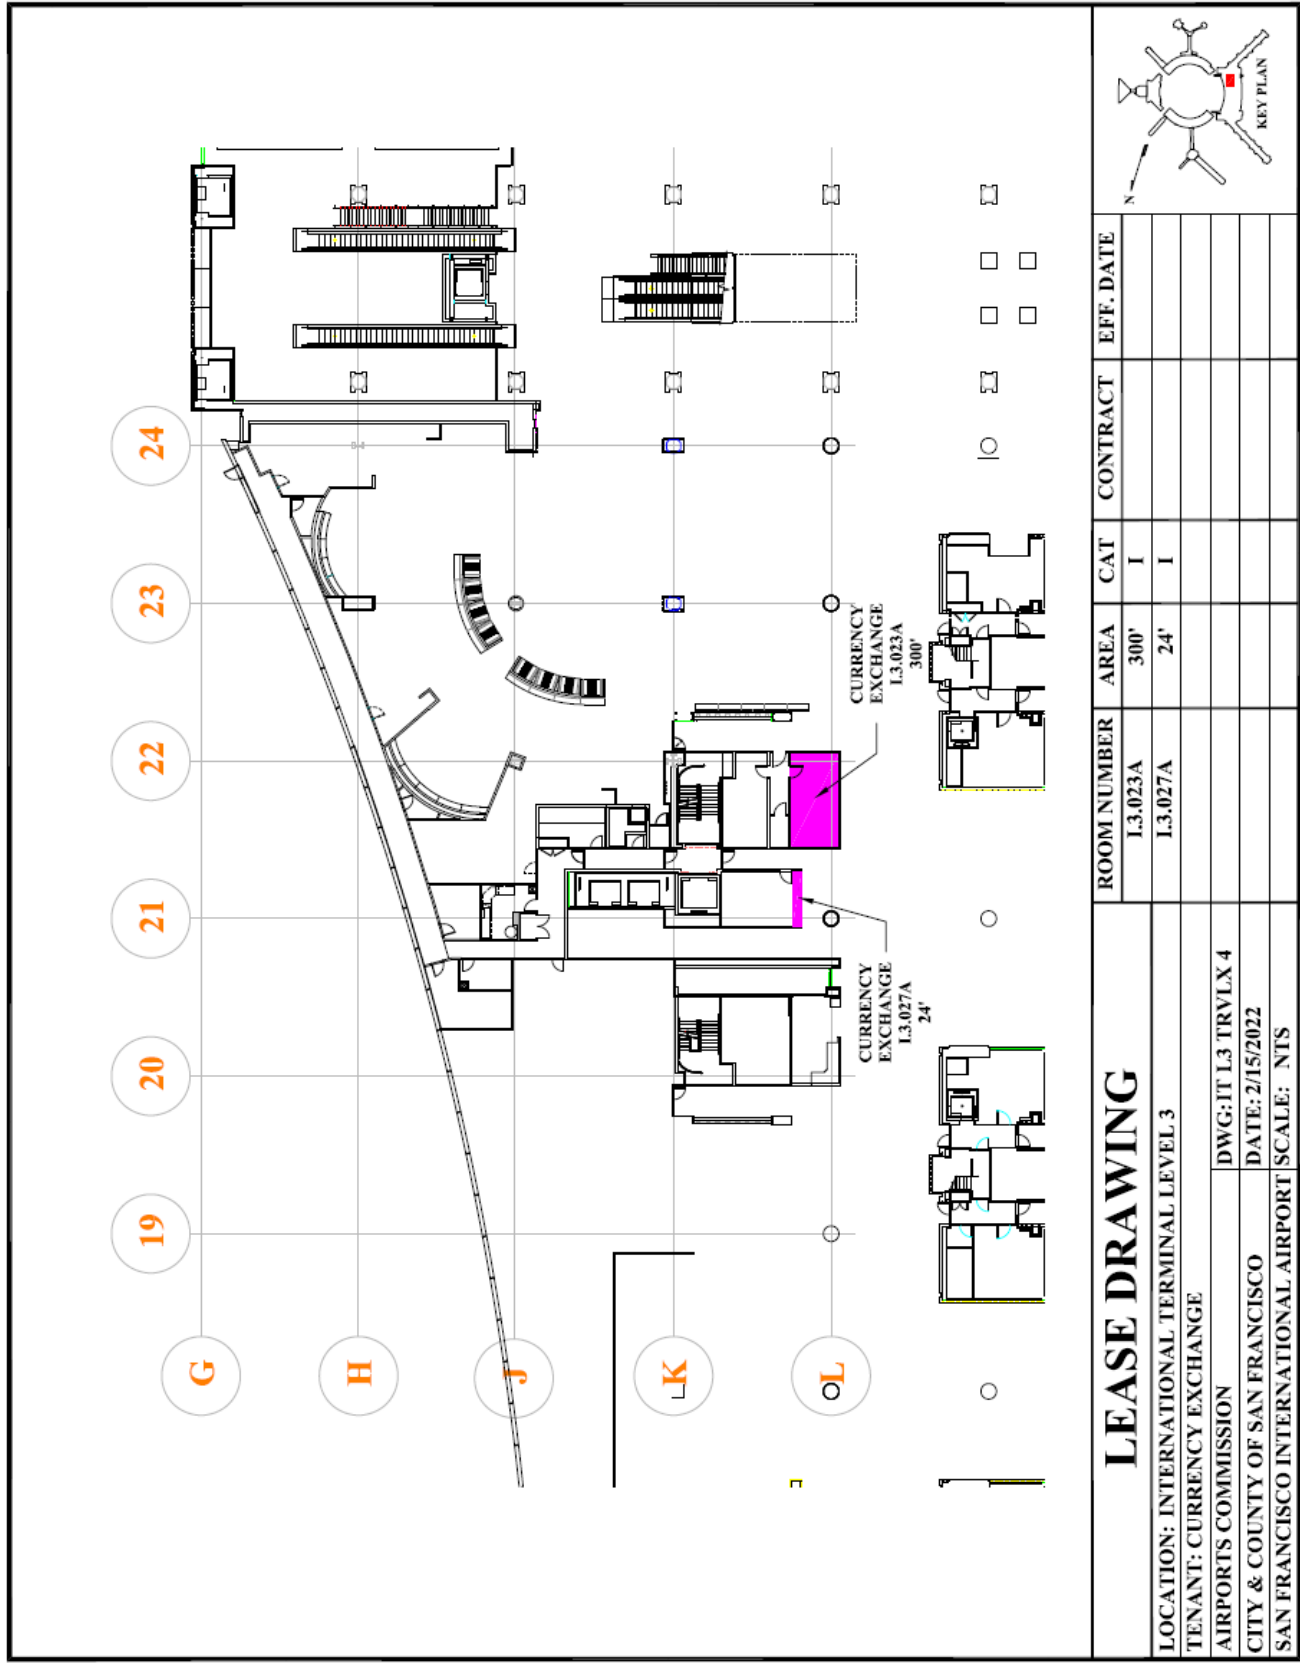 24
23
22
21
20
19
G
H
J
K
L
CURRENCY
EXCHANGE
I.3.023A
300'
CURRENCY
EXCHANGE
I.3.027A
24'
LEASE DRAWING
LOCATION: INTERNATIONAL TERMINAL LEVEL 3
TENANT: CURRENCY EXCHANGE
AIRPORTS COMMISSION
CITY & COUNTY OF SAN FRANCISCO
SAN FRANCISCO INTERNATIONAL AIRPORT
DWG: IT L3 TRVLX 4
DATE: 2/15/2022
SCALE: NTS
ROOM NUMBER AREA CAT CONTRACT EFF. DATE
I.3.023A 300' I
I.3.027A 24' I
N
KEY PLAN